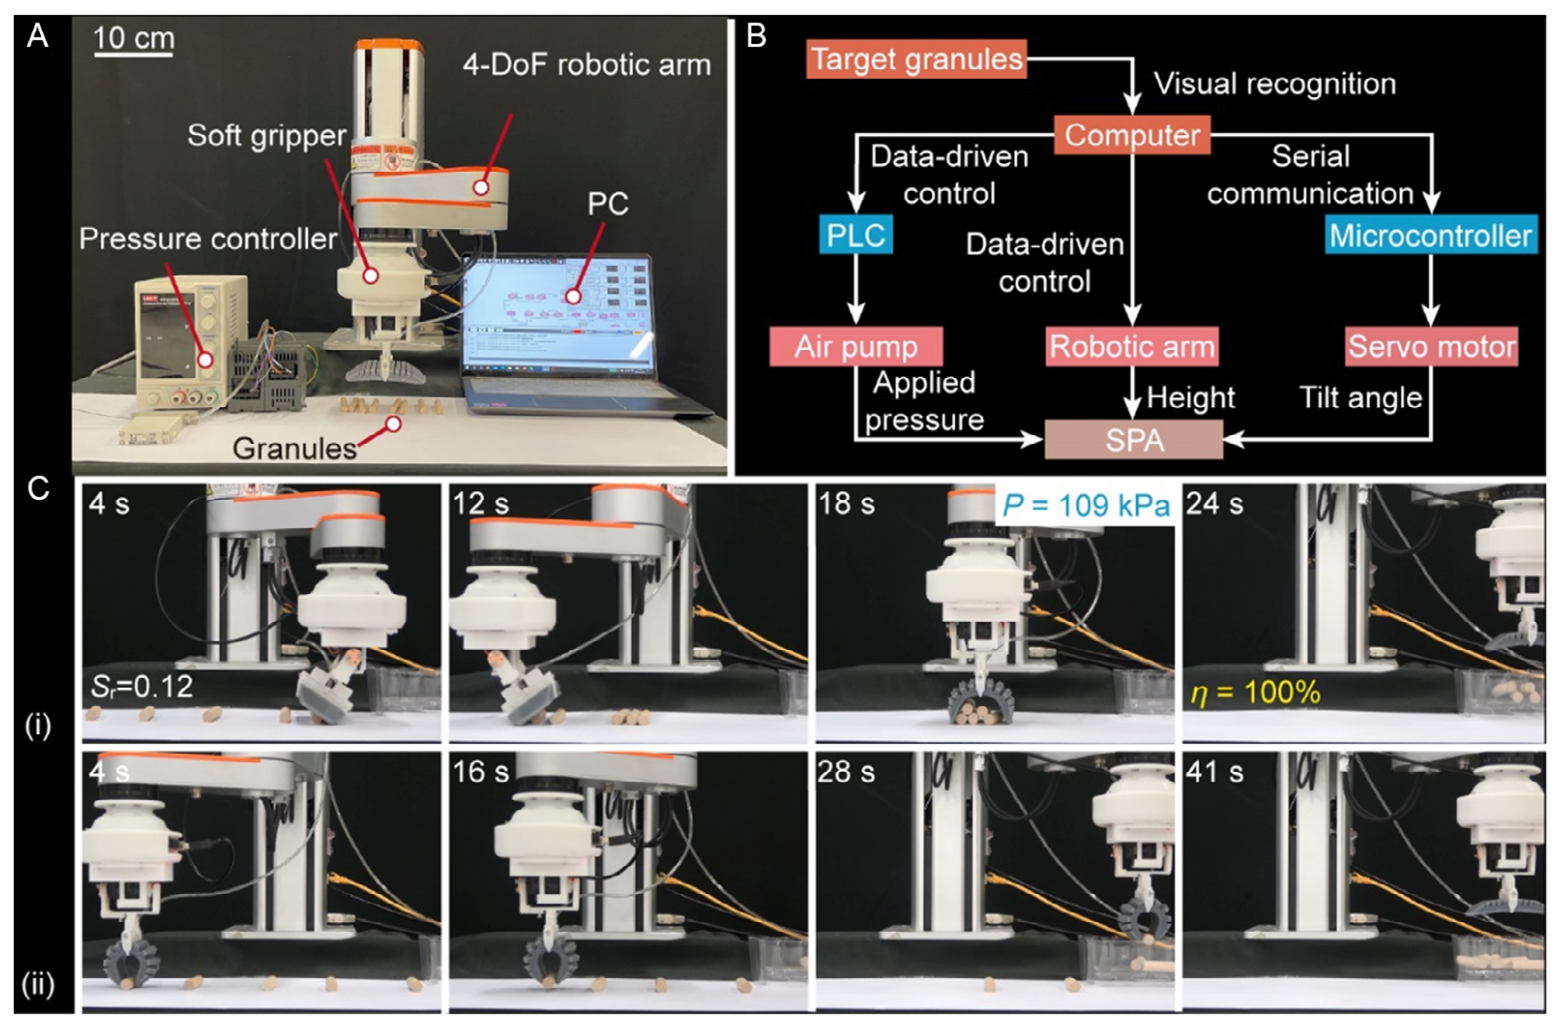 A
10 cm
4-DoF robotic arm
Soft gripper
PC
Pressure controller
Granules
B
Target granules
Visual recognition
Computer
Data-driven
control
Serial
communication
PLC
Data-driven
control
Microcontroller
Air pump
Robotic arm
Servo motor
Applied
pressure
Height
Tilt angle
SPA
C
(i)
4 s
Sr=0.12
12 s
18 s
P = 109 kPa
24 s
η = 100%
(ii)
4 s
16 s
28 s
41 s